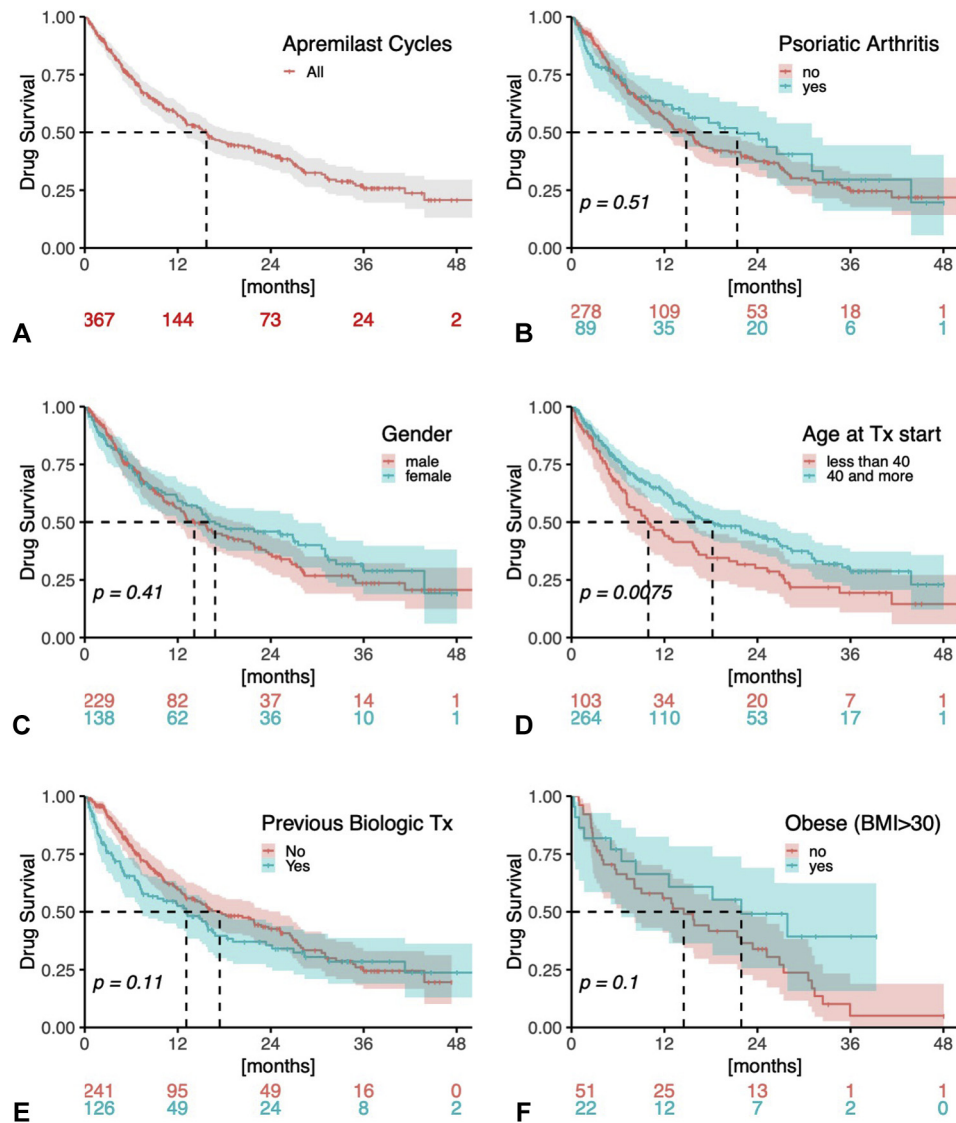 1.00
0.75
0.50
0.25
0.00
Drug Survival
Apremilast Cycles
All
0 12 24 36 48
[months]
A
367 144 73 24 2
1.00
0.75
0.50
0.25
0.00
Drug Survival
Psoriatic Arthritis
no
yes
p = 0.51
0 12 24 36 48
[months]
278 109 53 18 1
89 35 20 6 1
B
1.00
0.75
0.50
0.25
0.00
Drug Survival
Gender
male
female
p = 0.41
0 12 24 36 48
[months]
229 82 37 14 1
138 62 36 10 1
C
1.00
0.75
0.50
0.25
0.00
Drug Survival
Age at Tx start
less than 40
40 and more
p = 0.0075
0 12 24 36 48
[months]
103 34 20 7 1
264 110 53 17 1
D
1.00
0.75
0.50
0.25
0.00
Drug Survival
Previous Biologic Tx
No
Yes
p = 0.11
0 12 24 36 48
[months]
241 95 49 16 0
126 49 24 8 2
E
1.00
0.75
0.50
0.25
0.00
Drug Survival
Obese (BMI>30)
no
yes
p = 0.1
0 12 24 36 48
[months]
51 25 13 1 1
22 12 7 2 0
F